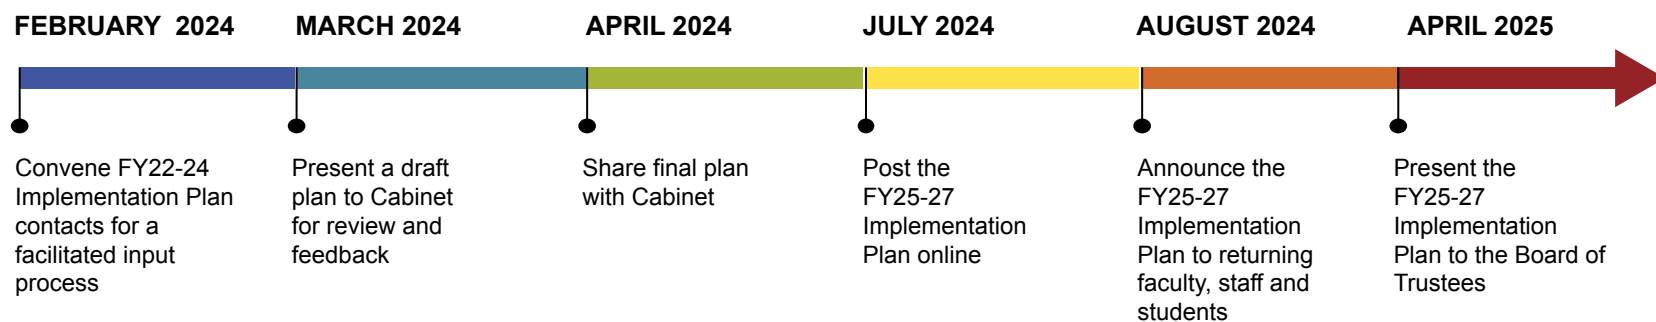 FEBRUARY 2024
MARCH 2024
APRIL 2024
JULY 2024
AUGUST 2024
APRIL 2025
Convene FY22-24
Implementation Plan
contacts for a
facilitated input
process
Present a draft
plan to Cabinet
for review and
feedback
Share final plan
with Cabinet
Post the
FY25-27
Implementation
Plan online
Announce the
FY25-27
Implementation
Plan to returning
faculty, staff and
students
Present the
FY25-27
Implementation
Plan to the Board of
Trustees